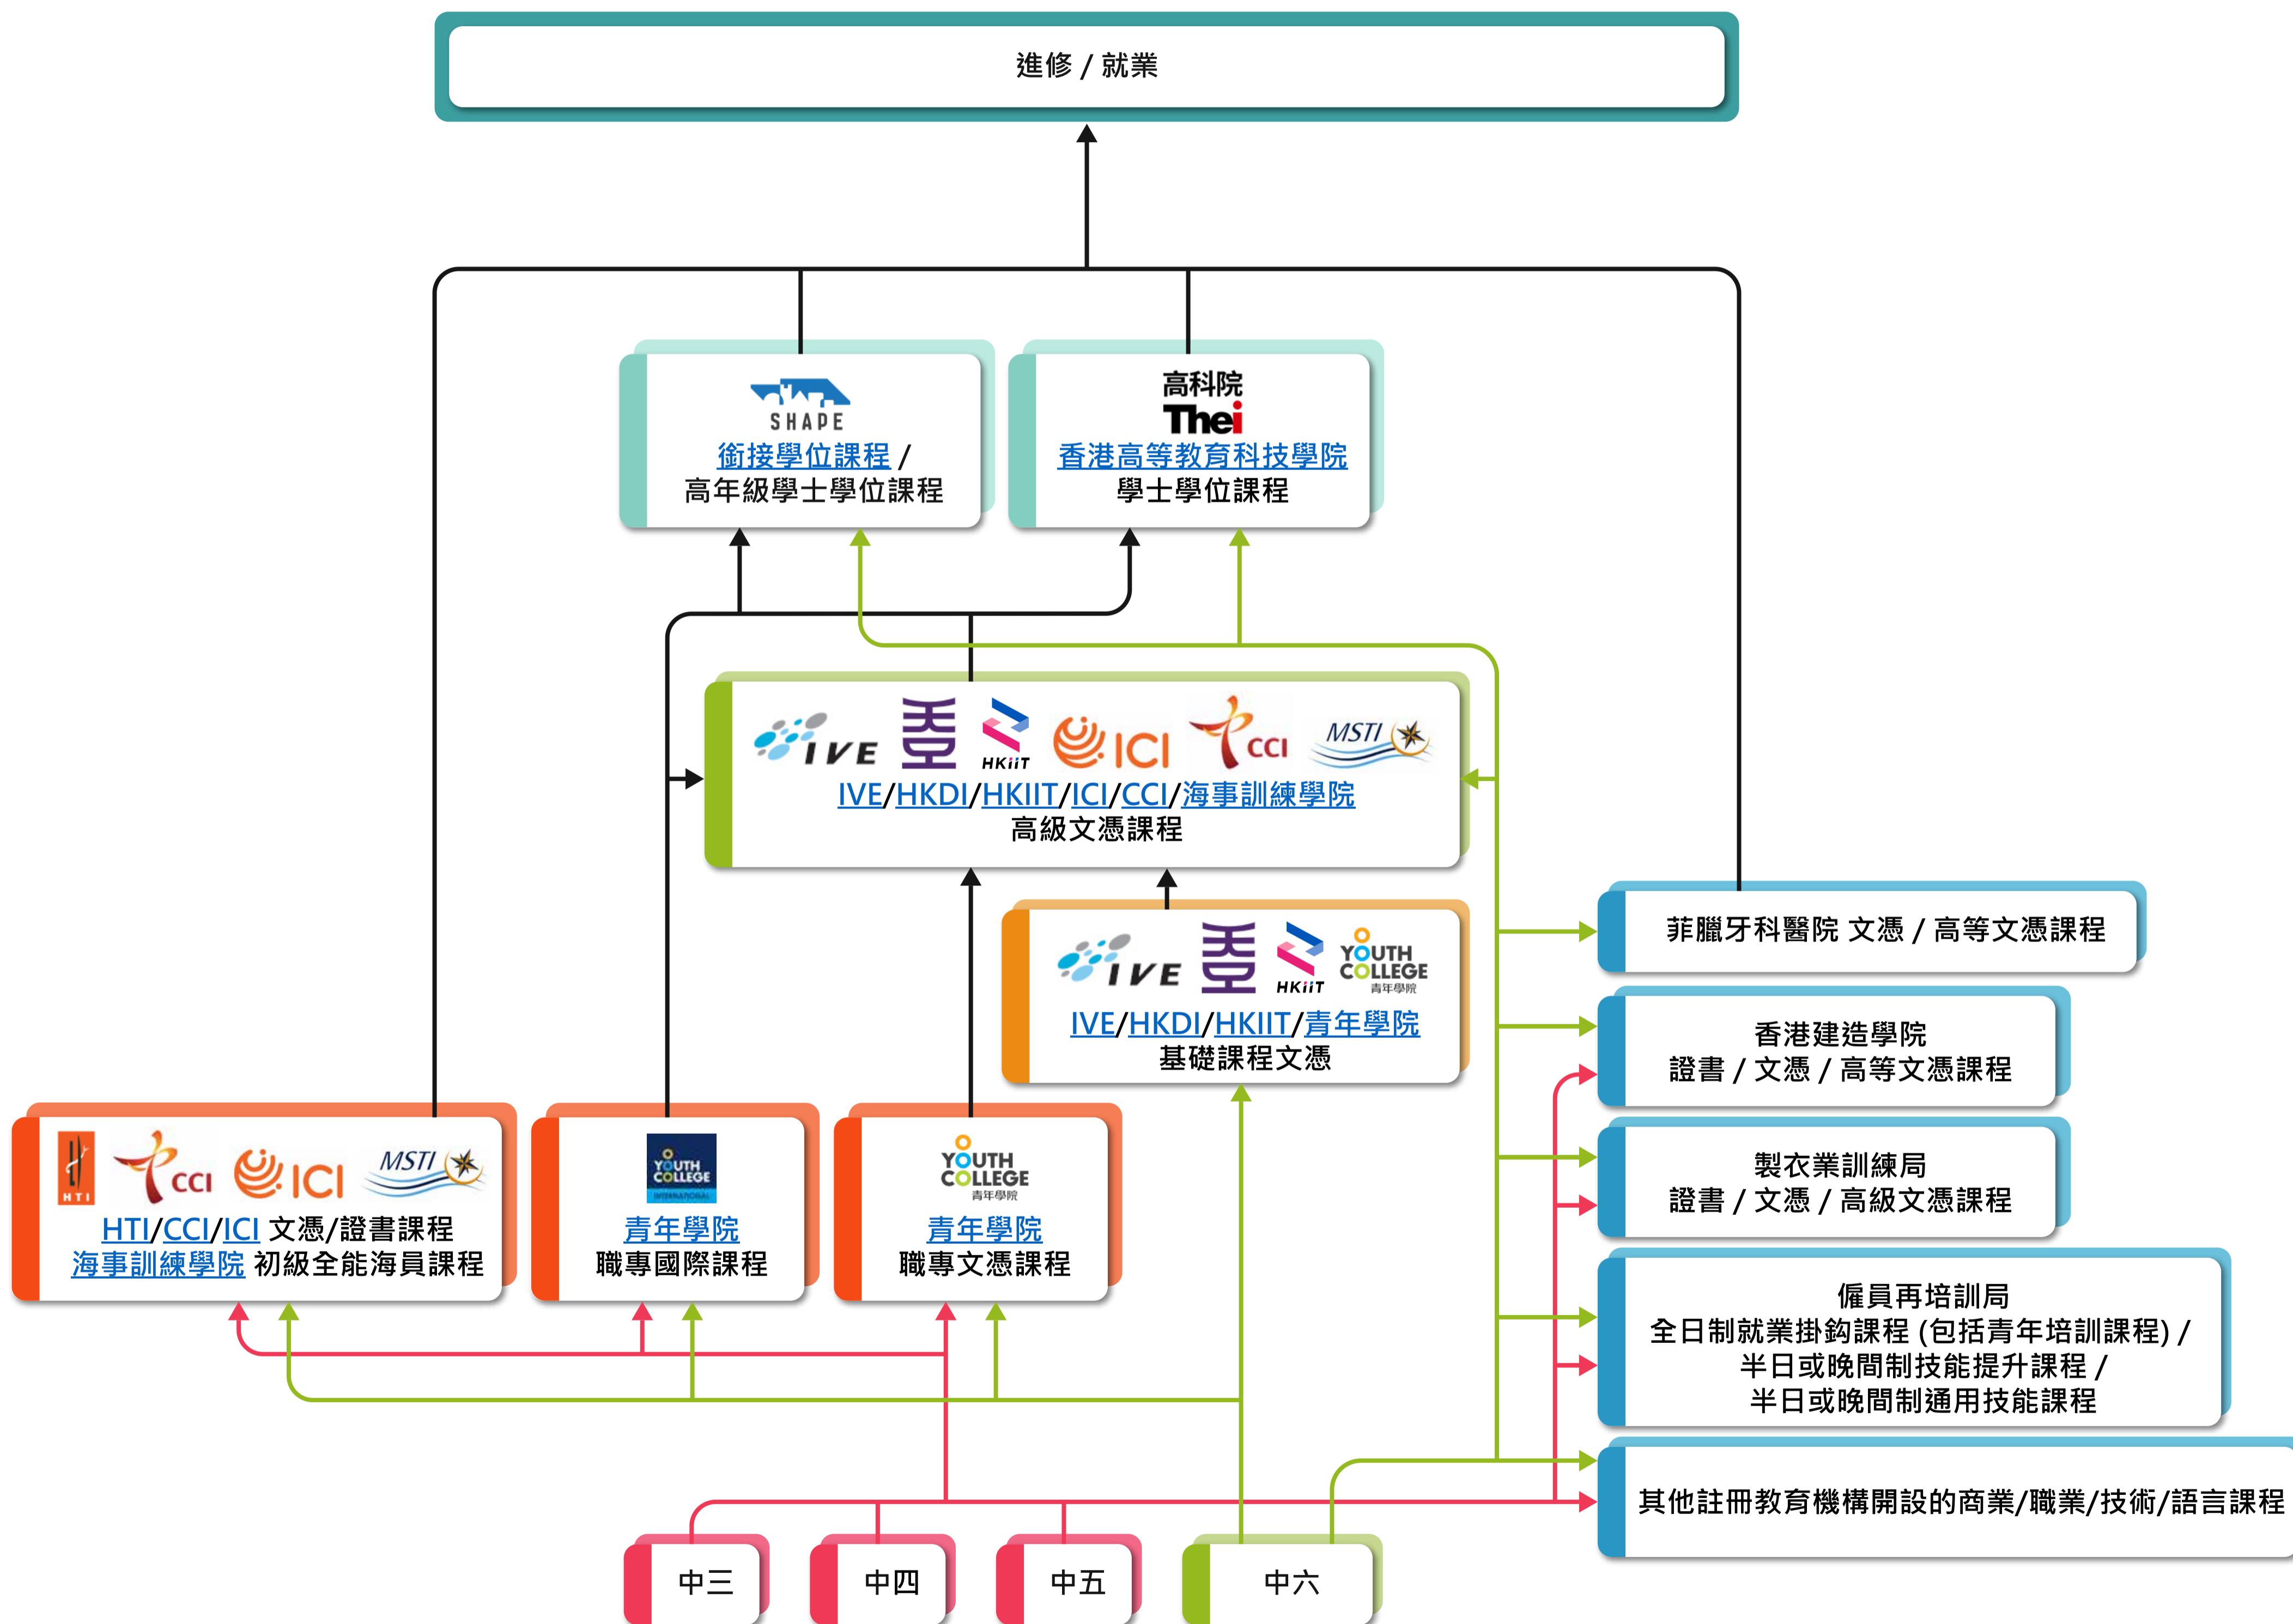 進修 / 就業
SHAPE
銜接學位課程 /
高年級學士學位課程
高科院
Thei
香港高等教育科技學院
學士學位課程
IVE
HKiiT
ICI
CCI
MSTI
IVE/HKDI/HKIIT/ICI/CCI/海事訓練學院
高級文憑課程
IVE
HKiiT
YOUTH
COLLEGE
青年學院
IVE/HKDI/HKIIT/青年學院
基礎課程文憑
菲臘牙科醫院 文憑 / 高等文憑課程
香港建造學院
證書 / 文憑 / 高等文憑課程
製衣業訓練局
證書 / 文憑 / 高級文憑課程
僱員再培訓局
全日制就業掛鈎課程 (包括青年培訓課程) /
半日或晚間制技能提升課程 /
半日或晚間制通用技能課程
其他註冊教育機構開設的商業/職業/技術/語言課程
HTI
CCI
ICI
MSTI
HTI/CCI/ICI 文憑/證書課程
海事訓練學院 初級全能海員課程
YOUTH
COLLEGE
INTERNATIONAL
青年學院
職專國際課程
YOUTH
COLLEGE
青年學院
青年學院
職專文憑課程
中三
中四
中五
中六